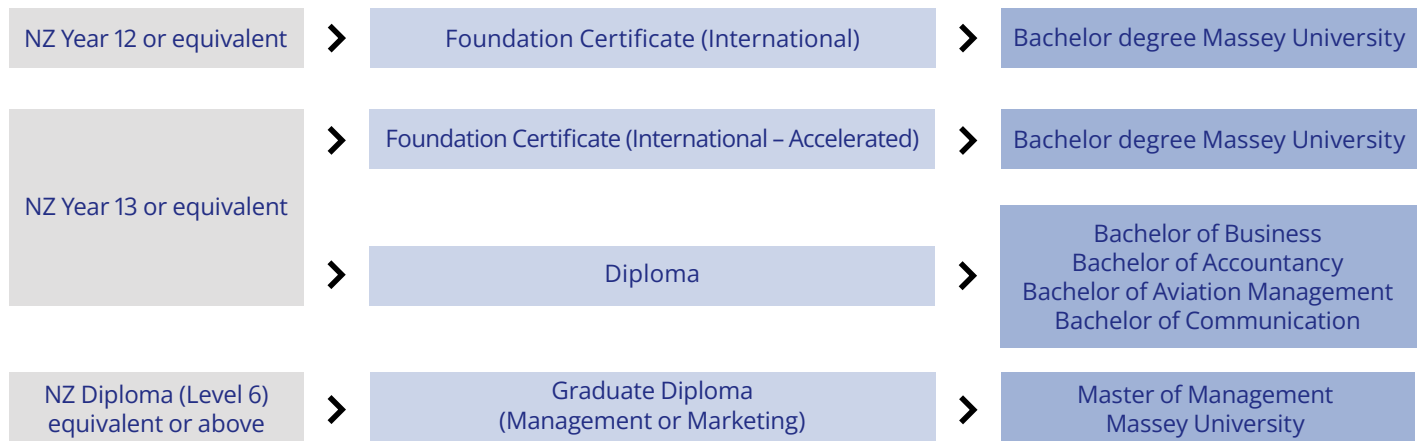 NZ Year 12 or equivalent
Foundation Certificate (International)
Bachelor degree Massey University
NZ Year 13 or equivalent
Foundation Certificate (International – Accelerated)
Bachelor degree Massey University
Diploma
Bachelor of Business
Bachelor of Accountancy
Bachelor of Aviation Management
Bachelor of Communication
NZ Diploma (Level 6)
equivalent or above
Graduate Diploma
(Management or Marketing)
Master of Management
Massey University